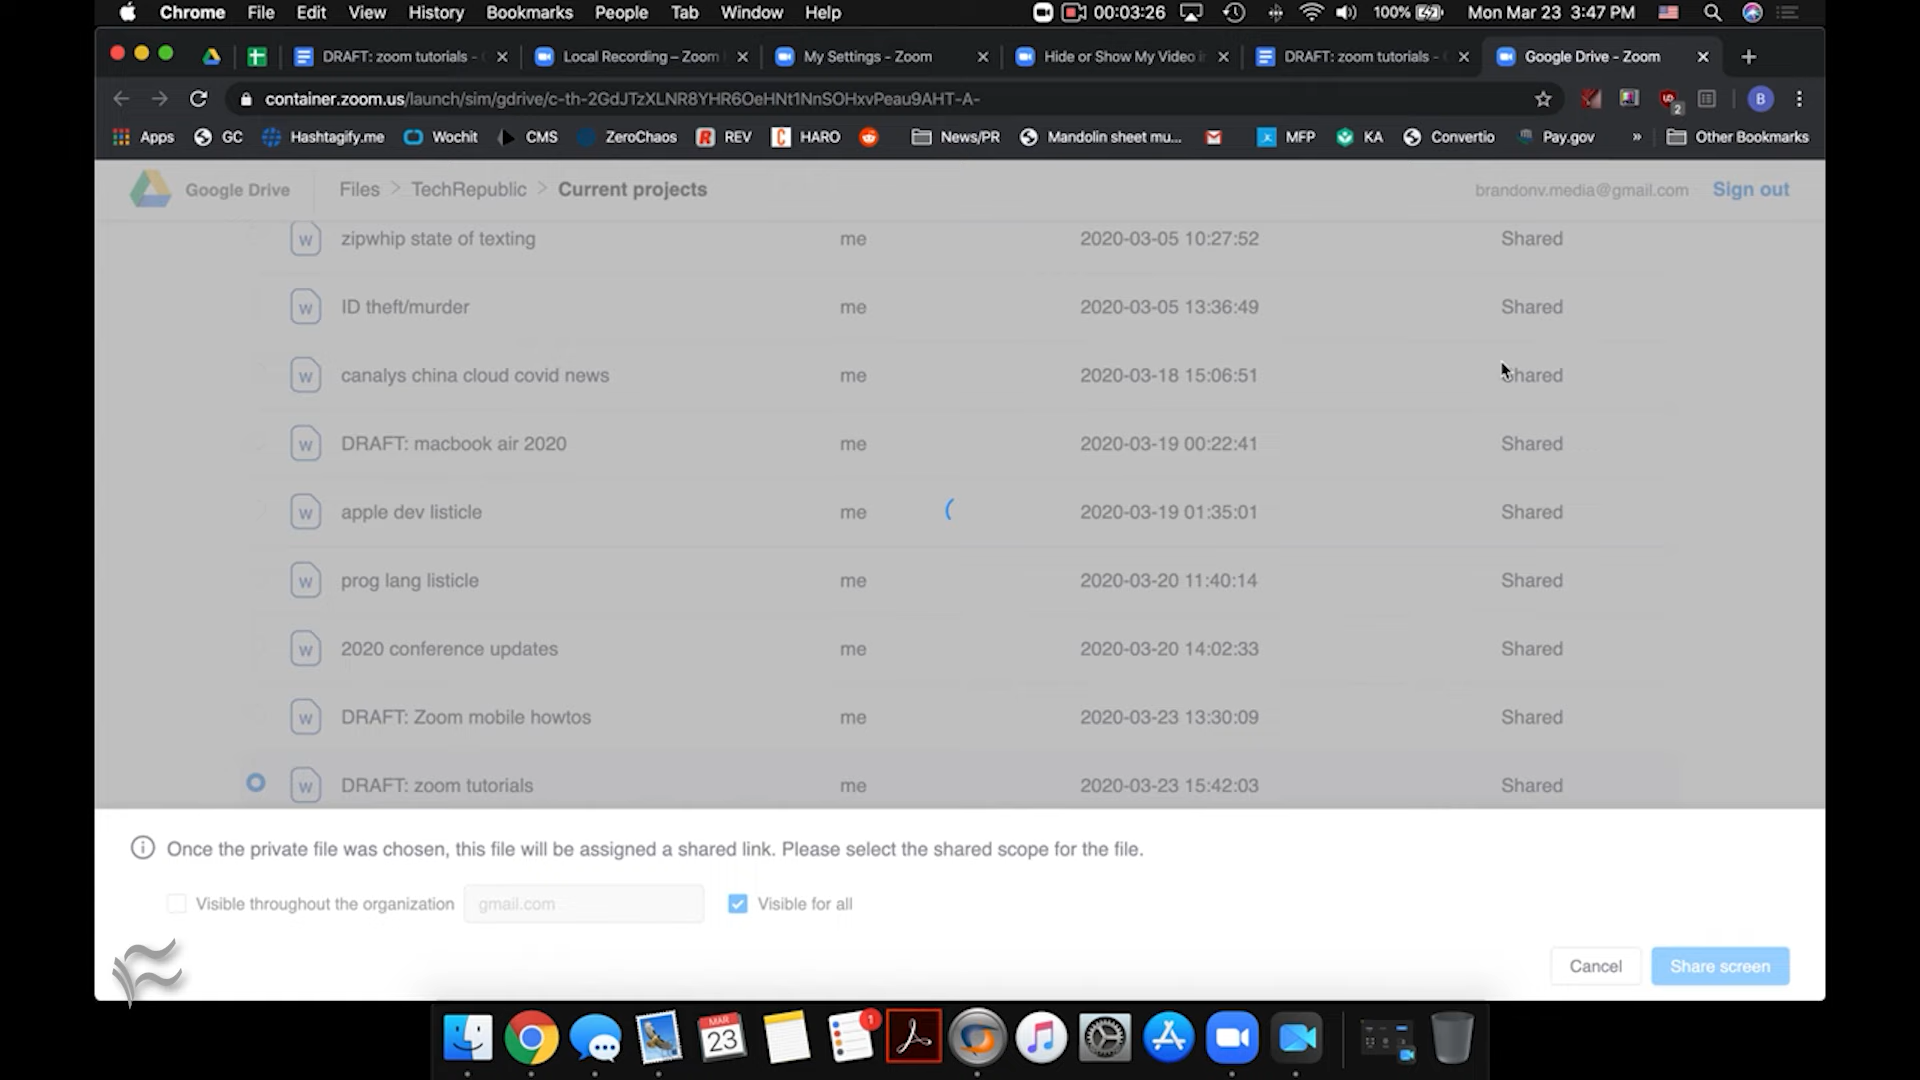 Chrome File Edit View History Bookmarks People Tab Window Help 00:03:26 100% Mon Mar 23 3:47 PM
DRAFT: zoom tutorials - Local Recording – Zoom My Settings - Zoom Hide or Show My Video i DRAFT: zoom tutorials - Google Drive - Zoom
container.zoom.us/launch/sim/gdrive/c-th-2GdJTzXLNR8YHR6OeHNt1NnSOHxvPeau9AHT-A- 2 B
Apps GC Hashtagify.me Wochit CMS ZeroChaos REV HARO News/PR Mandolin sheet mu... MFP KA Convertio Pay.gov » Other Bookmarks
Google Drive Files > TechRepublic > Current projects brandonv.media@gmail.com Sign out
W zipwhip state of texting me 2020-03-05 10:27:52 Shared
W ID theft/murder me 2020-03-05 13:36:49 Shared
W canalys china cloud covid news me 2020-03-18 15:06:51 Shared
W DRAFT: macbook air 2020 me 2020-03-19 00:22:41 Shared
W apple dev listicle me 2020-03-19 01:35:01 Shared
W prog lang listicle me 2020-03-20 11:40:14 Shared
W 2020 conference updates me 2020-03-20 14:02:33 Shared
W DRAFT: Zoom mobile howtos me 2020-03-23 13:30:09 Shared
W DRAFT: zoom tutorials me 2020-03-23 15:42:03 Shared
Once the private file was chosen, this file will be assigned a shared link. Please select the shared scope for the file.
Visible throughout the organization gmail.com Visible for all
Cancel Share screen
MAR 23 1